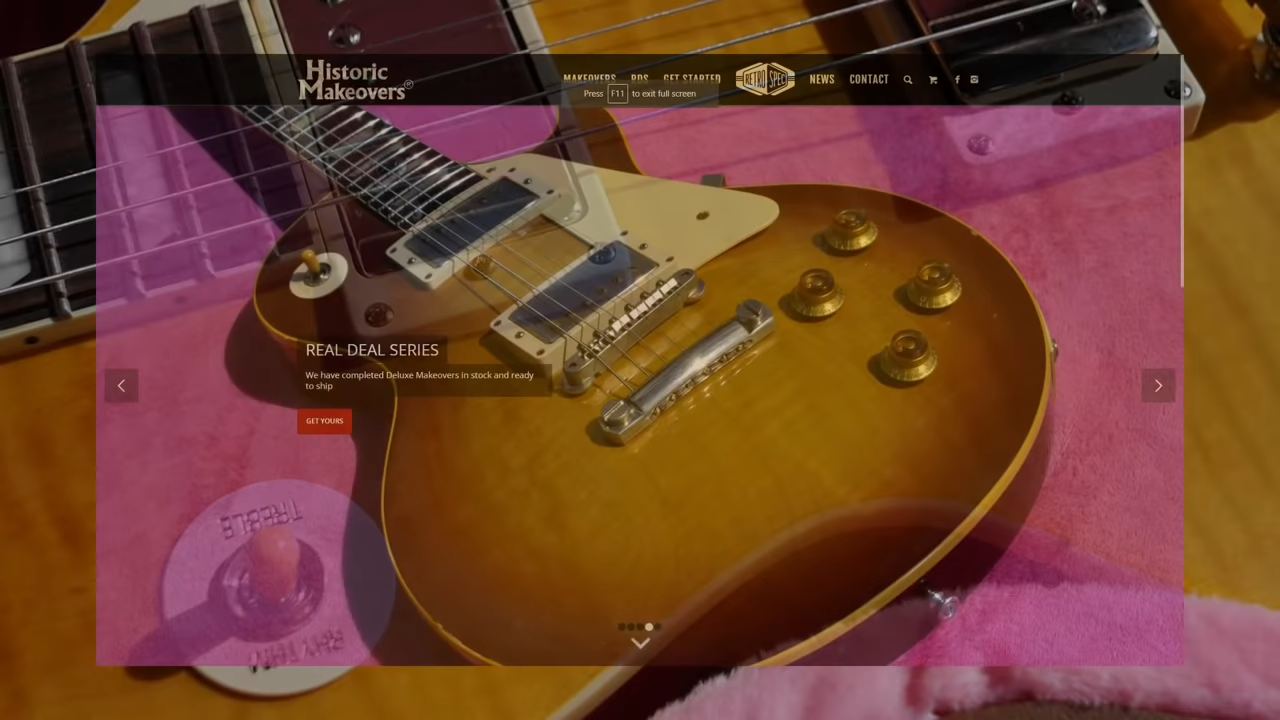 Historic
Makeovers®
MAKEOVERS RDS GET STARTED RETRO SPEC NEWS CONTACT
Press F11 to exit full screen
REAL DEAL SERIES
We have completed Deluxe Makeovers in stock and ready
to ship
GET YOURS
TREBLE
RHYTHM